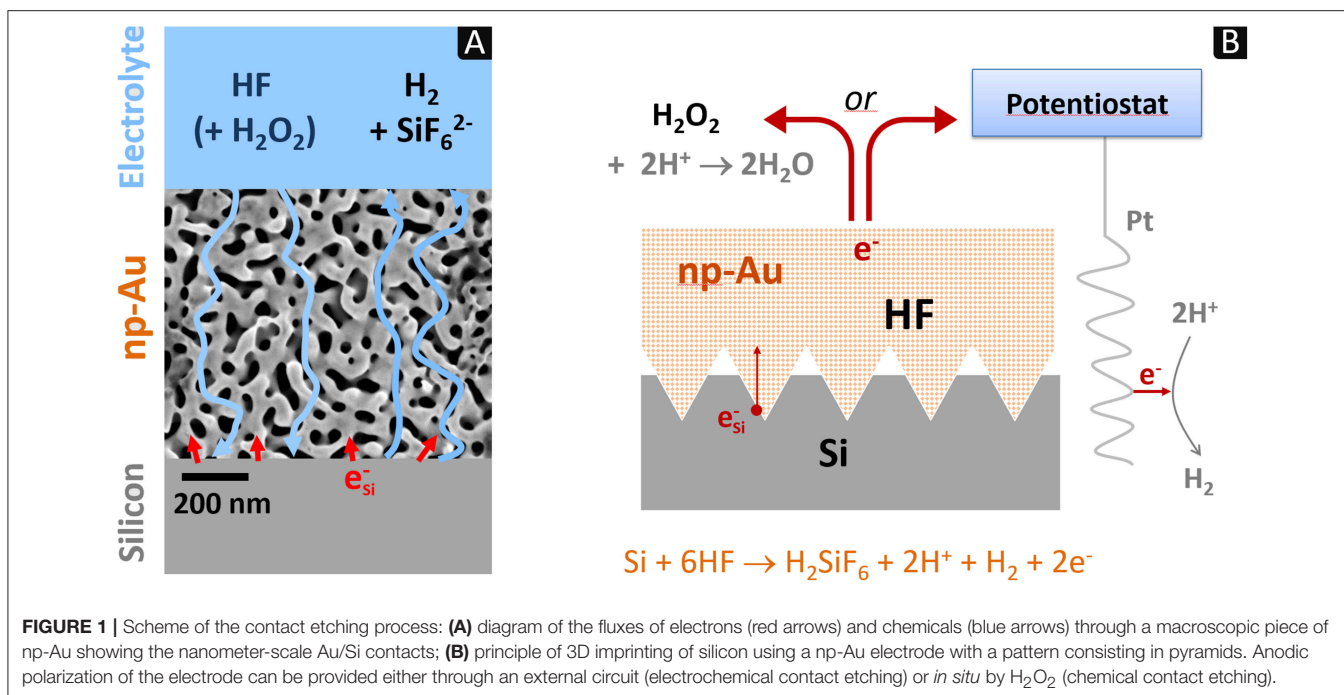 A
Electrolyte
HF
(+ H₂O₂)
H₂
+ SiF₆²⁻
np-Au
e⁻Si
200 nm
Silicon
B
or
Potentiostat
H₂O₂
+ 2H⁺ → 2H₂O
e⁻
Pt
np-Au
HF
2H⁺
e⁻
e⁻Si
Si
H₂
Si + 6HF → H₂SiF₆ + 2H⁺ + H₂ + 2e⁻
FIGURE 1 | Scheme of the contact etching process: (A) diagram of the fluxes of electrons (red arrows) and chemicals (blue arrows) through a macroscopic piece of
np-Au showing the nanometer-scale Au/Si contacts; (B) principle of 3D imprinting of silicon using a np-Au electrode with a pattern consisting in pyramids. Anodic
polarization of the electrode can be provided either through an external circuit (electrochemical contact etching) or in situ by H₂O₂ (chemical contact etching).